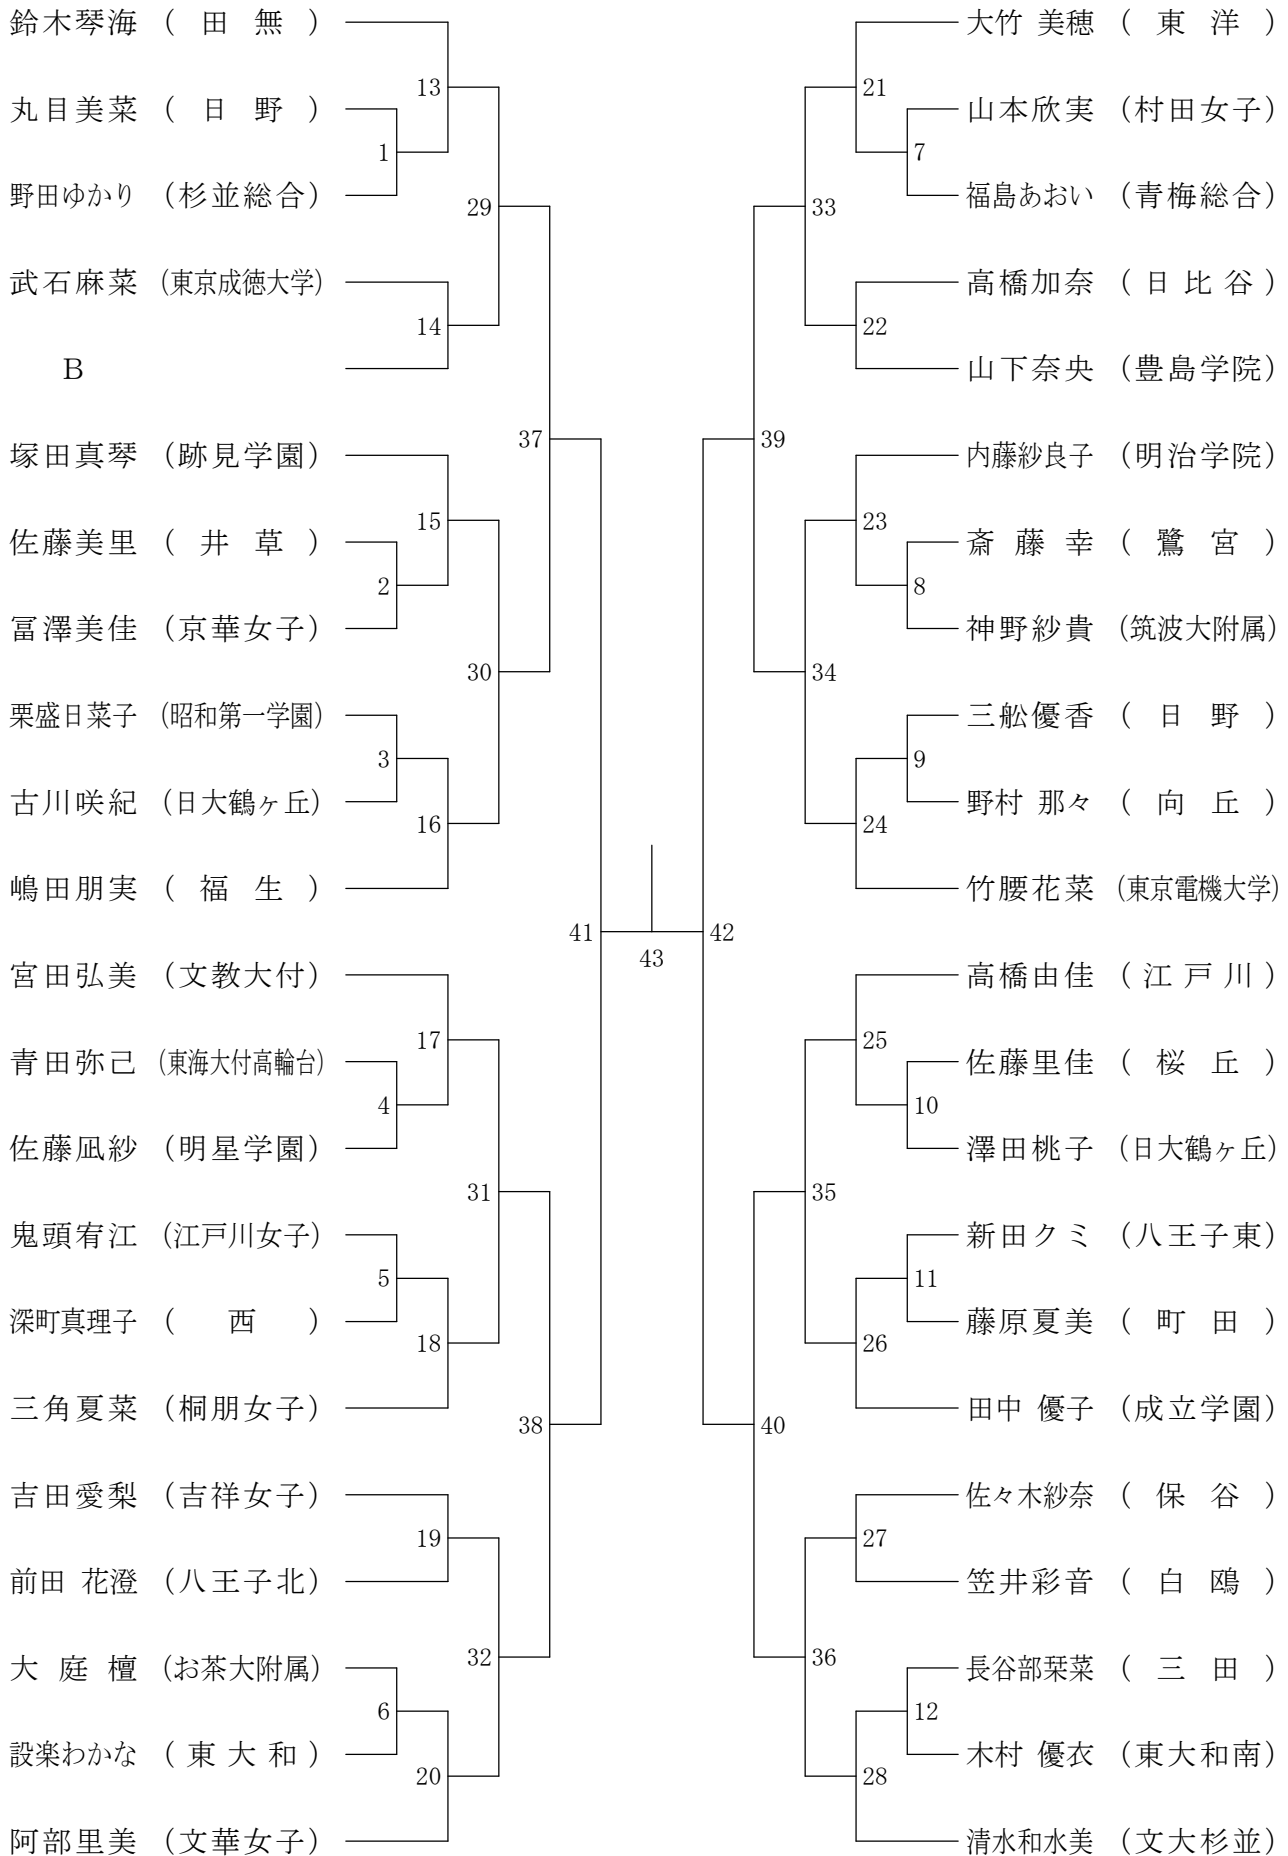 鈴木琴海 ( 田 無 )
13
丸目美菜 ( 日 野 )
1
野田ゆかり (杉並総合)
29
武石麻菜 (東京成徳大学)
14
B
37
塚田真琴 (跡見学園)
15
佐藤美里 ( 井 草 )
2
冨澤美佳 (京華女子)
30
栗盛日菜子 (昭和第一学園)
3
古川咲紀 (日大鶴ヶ丘)
16
嶋田朋実 ( 福 生 )
41
宮田弘美 (文教大付)
17
青田弥己 (東海大付高輪台)
4
佐藤凪紗 (明星学園)
31
鬼頭宥江 (江戸川女子)
5
深町真理子 ( 西 )
18
三角夏菜 (桐朋女子)
38
吉田愛梨 (吉祥女子)
19
前田 花澄 (八王子北)
32
大 庭 檀 (お茶大附属)
6
設楽わかな ( 東 大 和 )
20
阿部里美 (文華女子)
43
大竹 美穂 ( 東 洋 )
21
山本欣実 (村田女子)
7
福島あおい (青梅総合)
33
高橋加奈 ( 日 比 谷 )
22
山下奈央 (豊島学院)
39
内藤紗良子 (明治学院)
23
斎 藤 幸 ( 鷺 宮 )
8
神野紗貴 (筑波大附属)
34
三舩優香 ( 日 野 )
9
野村 那々 ( 向 丘 )
24
竹腰花菜 (東京電機大学)
42
高橋由佳 ( 江 戸 川 )
25
佐藤里佳 ( 桜 丘 )
10
澤田桃子 (日大鶴ヶ丘)
35
新田クミ (八王子東)
11
藤原夏美 ( 町 田 )
26
田中 優子 (成立学園)
40
佐々木紗奈 ( 保 谷 )
27
笠井彩音 ( 白 鴎 )
36
長谷部栞菜 ( 三 田 )
12
木村 優衣 (東大和南)
28
清水和水美 (文大杉並)